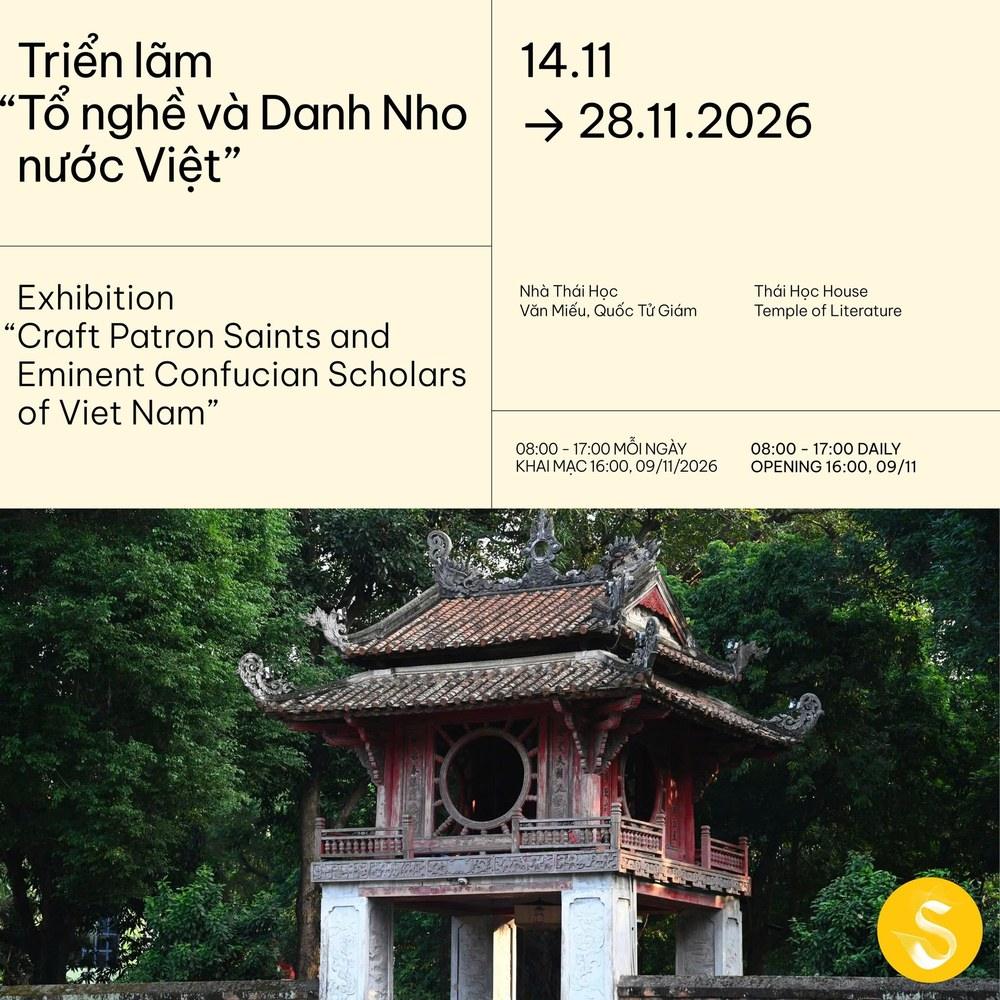 Triển lãm
“Tổ nghề và Danh Nho
nước Việt”
Exhibition
“Craft Patron Saints and
Eminent Confucian Scholars
of Viet Nam”
14.11
→ 28.11.2026
Nhà Thái Học
Văn Miếu, Quốc Tử Giám
Thái Học House
Temple of Literature
08:00 - 17:00 MỖI NGÀY
KHAI MẠC 16:00, 09/11/2026
08:00 - 17:00 DAILY
OPENING 16:00, 09/11
S